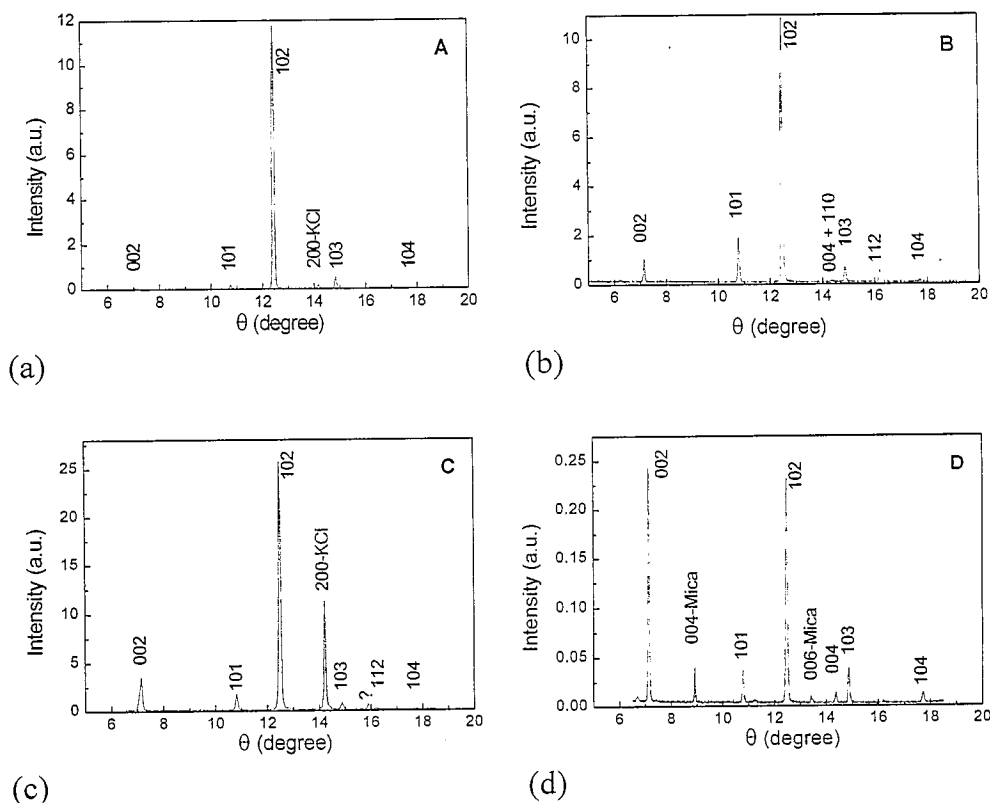 A
12
10
8
6
4
2
0
Intensity (a.u.)
002
101
102
200-KCl
103
104
6 8 10 12 14 16 18 20
θ (degree)
(a)
B
10
8
6
4
2
0
Intensity (a.u.)
002
101
102
004 + 110
103
112
104
6 8 10 12 14 16 18 20
θ (degree)
(b)
C
25
20
15
10
5
0
Intensity (a.u.)
002
101
102
200-KCl
103
?
112
104
6 8 10 12 14 16 18 20
θ (degree)
(c)
D
0.25
0.20
0.15
0.10
0.05
0.00
Intensity (a.u.)
002
004-Mica
101
102
006-Mica
004
103
104
6 8 10 12 14 16 18 20
θ (degree)
(d)